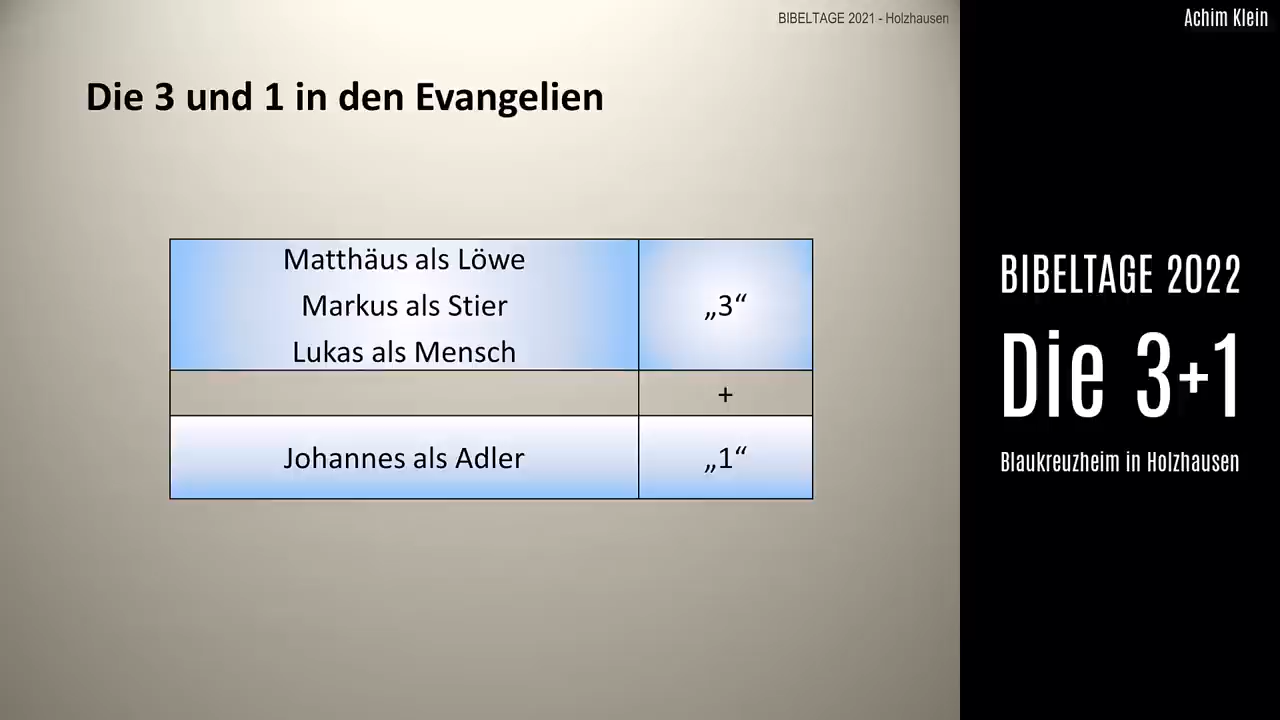 BIBELTAGE 2021 - Holzhausen
Achim Klein
Die 3 und 1 in den Evangelien
Matthäus als Löwe
Markus als Stier
Lukas als Mensch
„3“
+
Johannes als Adler
„1“
BIBELTAGE 2022
Die 3+1
Blaukreuzheim in Holzhausen